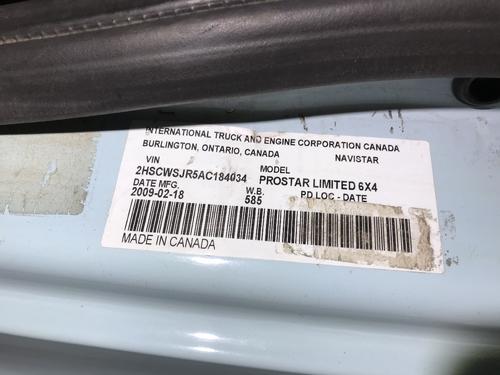 INTERNATIONAL TRUCK AND ENGINE CORPORATION CANADA
BURLINGTON, ONTARIO, CANADA NAVISTAR
VIN MODEL
2HSCWSJR5AC184034 PROSTAR LIMITED 6X4
DATE MFG. W.B. PD LOC - DATE
2009-02-18 585
MADE IN CANADA